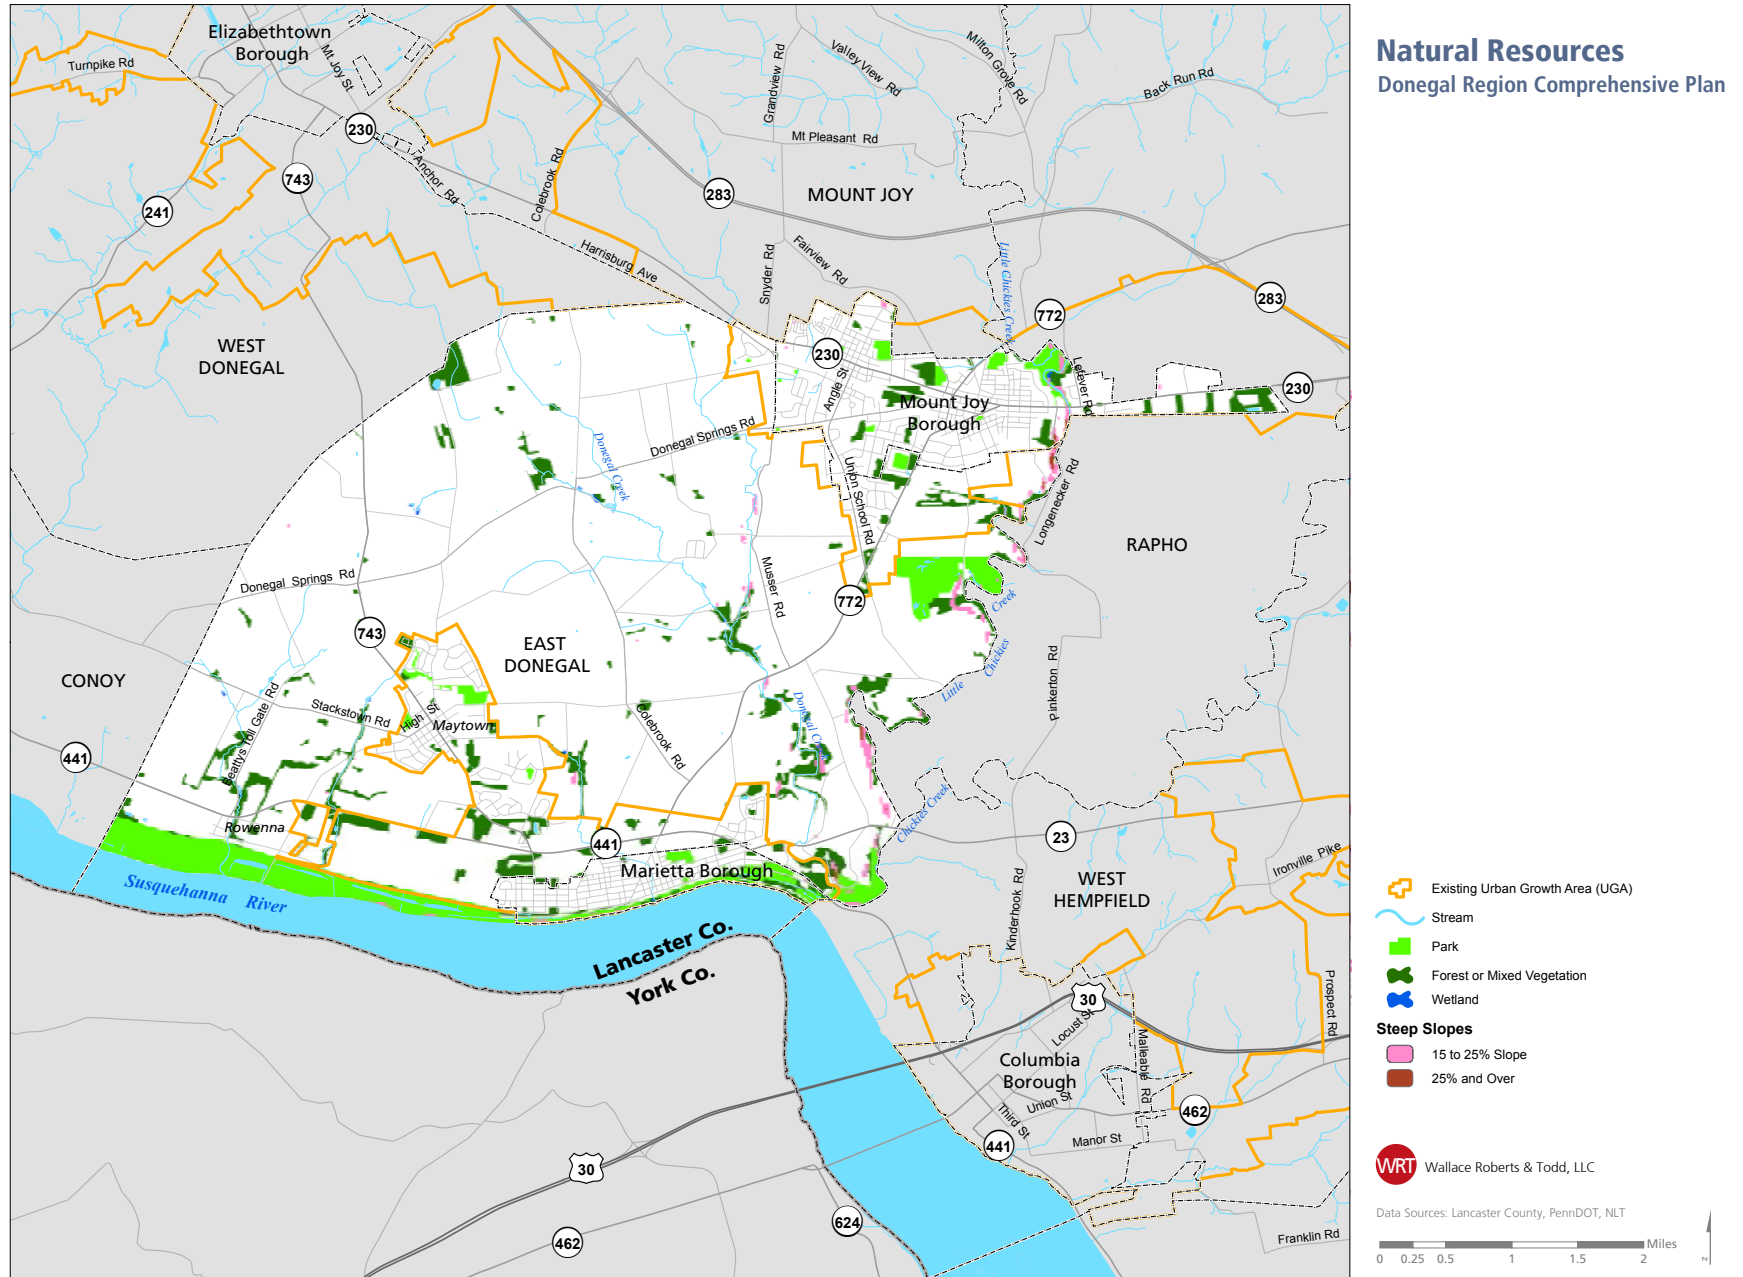 Natural Resources
Donegal Region Comprehensive Plan
Elizabethtown
Borough
Turnpike Rd
Mt Joy St
230
743
241
Anchor Rd
Colebrook Rd
Harrisburg Ave
283
Grandview Rd
Valley View Rd
Milton Grove Rd
Back Run Rd
Mt Pleasant Rd
MOUNT JOY
Snyder Rd
Fairview Rd
Little Chickies Creek
772
283
WEST
DONEGAL
230
Angle St
Mount Joy
Borough
Lefever Rd
230
Donegal Springs Rd
Donegal Creek
Union School Rd
Longenecker Rd
RAPHO
Donegal Springs Rd
Musser Rd
772
743
EAST
DONEGAL
Little Chickies Creek
CONOY
Beattys Toll Gate Rd
Stackstown Rd
High St
Maytown
Colebrook Rd
Donegal Creek
Pinkerton Rd
441
Rowenna
441
Chickies Creek
23
Marietta Borough
Susquehanna River
Lancaster Co.
York Co.
Kinderhook Rd
WEST
HEMPFIELD
Ironville Pike
Prospect Rd
30
Locust St
Malleable Rd
Columbia
Borough
Union St
Third St
Manor St
441
462
30
462
624
Franklin Rd
Existing Urban Growth Area (UGA)
Stream
Park
Forest or Mixed Vegetation
Wetland
Steep Slopes
15 to 25% Slope
25% and Over
WRT Wallace Roberts & Todd, LLC
Data Sources: Lancaster County, PennDOT, NLT
Miles
0 0.25 0.5 1 1.5 2
z